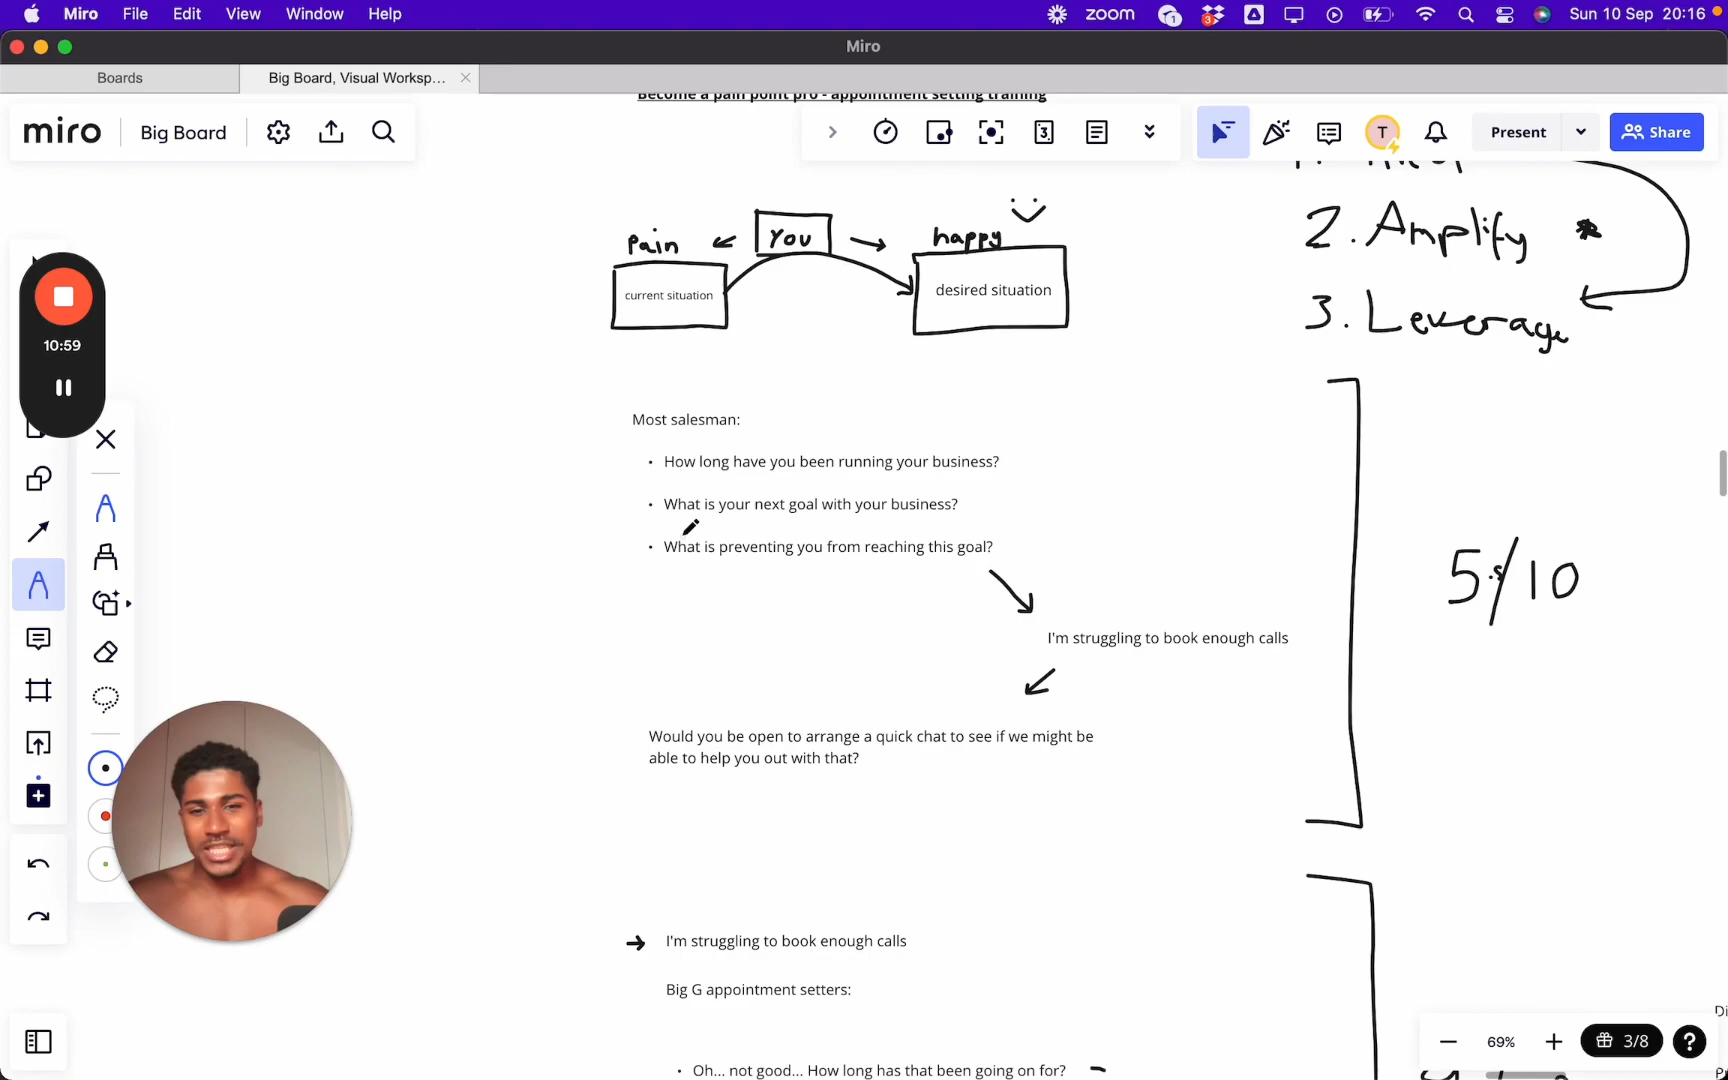 Miro File Edit View Window Help
zoom 1 3 Sun 10 Sep 20:16
Miro
Boards
Big Board, Visual Worksp...
Become a pain point pro - appointment setting training
miro Big Board
3 T Present Share
2. Amplify
3. Leverage
Pain You happy
current situation desired situation
10:59
Most salesman:
• How long have you been running your business?
• What is your next goal with your business?
• What is preventing you from reaching this goal?
I'm struggling to book enough calls
Would you be open to arrange a quick chat to see if we might be
able to help you out with that?
5.5/10
I'm struggling to book enough calls
Big G appointment setters:
• Oh... not good... How long has that been going on for?
69% 3/8 ?